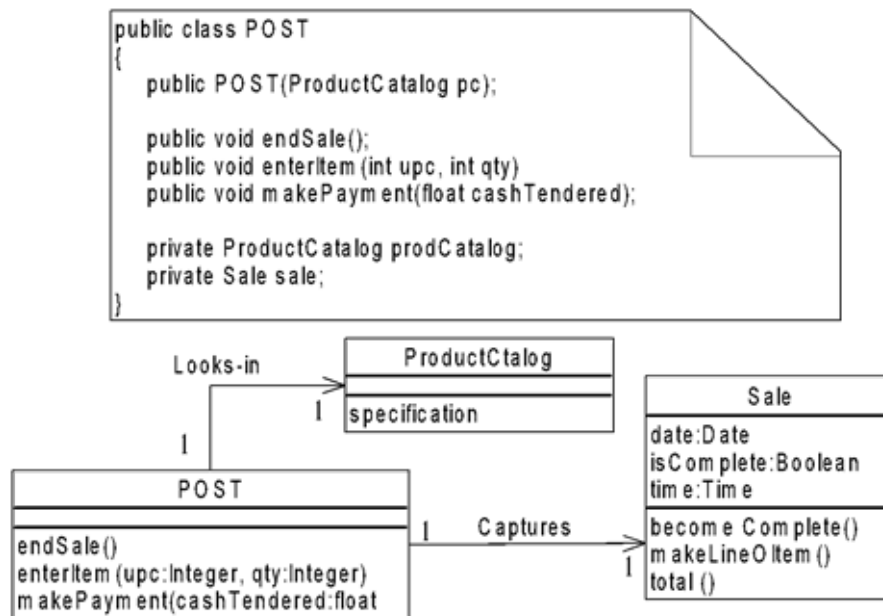 public class POST
{
public POST(ProductCatalog pc);
public void endSale();
public void enterItem(int upc, int qty)
public void makePayment(float cashTendered);
private ProductCatalog prodCatalog;
private Sale sale;
}
Looks-in
1
1
ProductCtalog
specification
Sale
date:Date
isComplete:Boolean
time:Time
become Complete()
makeLineOItem()
total()
POST
endSale()
enterItem(upc:Integer, qty:Integer)
makePayment(cashTendered:float
1
Captures
1